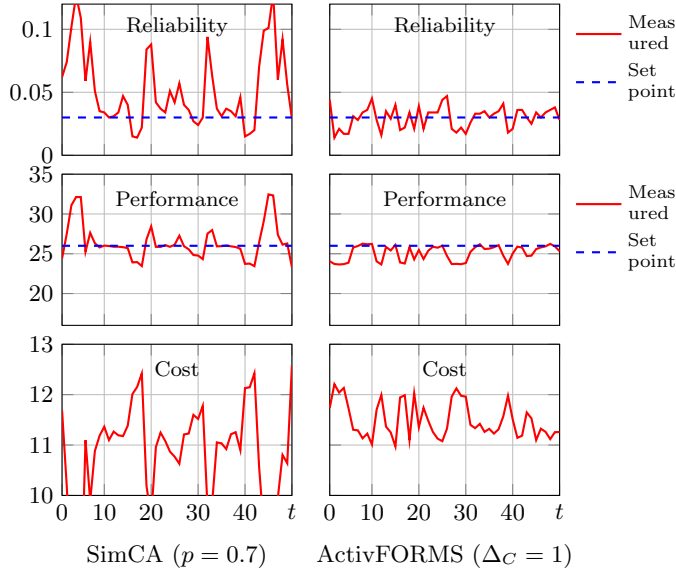 Reliability
0.1
0.05
0
Reliability
Meas
ured
Set
point
Performance
35
30
25
20
Performance
Meas
ured
Set
point
Cost
13
12
11
10
0 10 20 30 40 t
Cost
0 10 20 30 40 t
SimCA (p = 0.7)
ActivFORMS (Δ_C = 1)